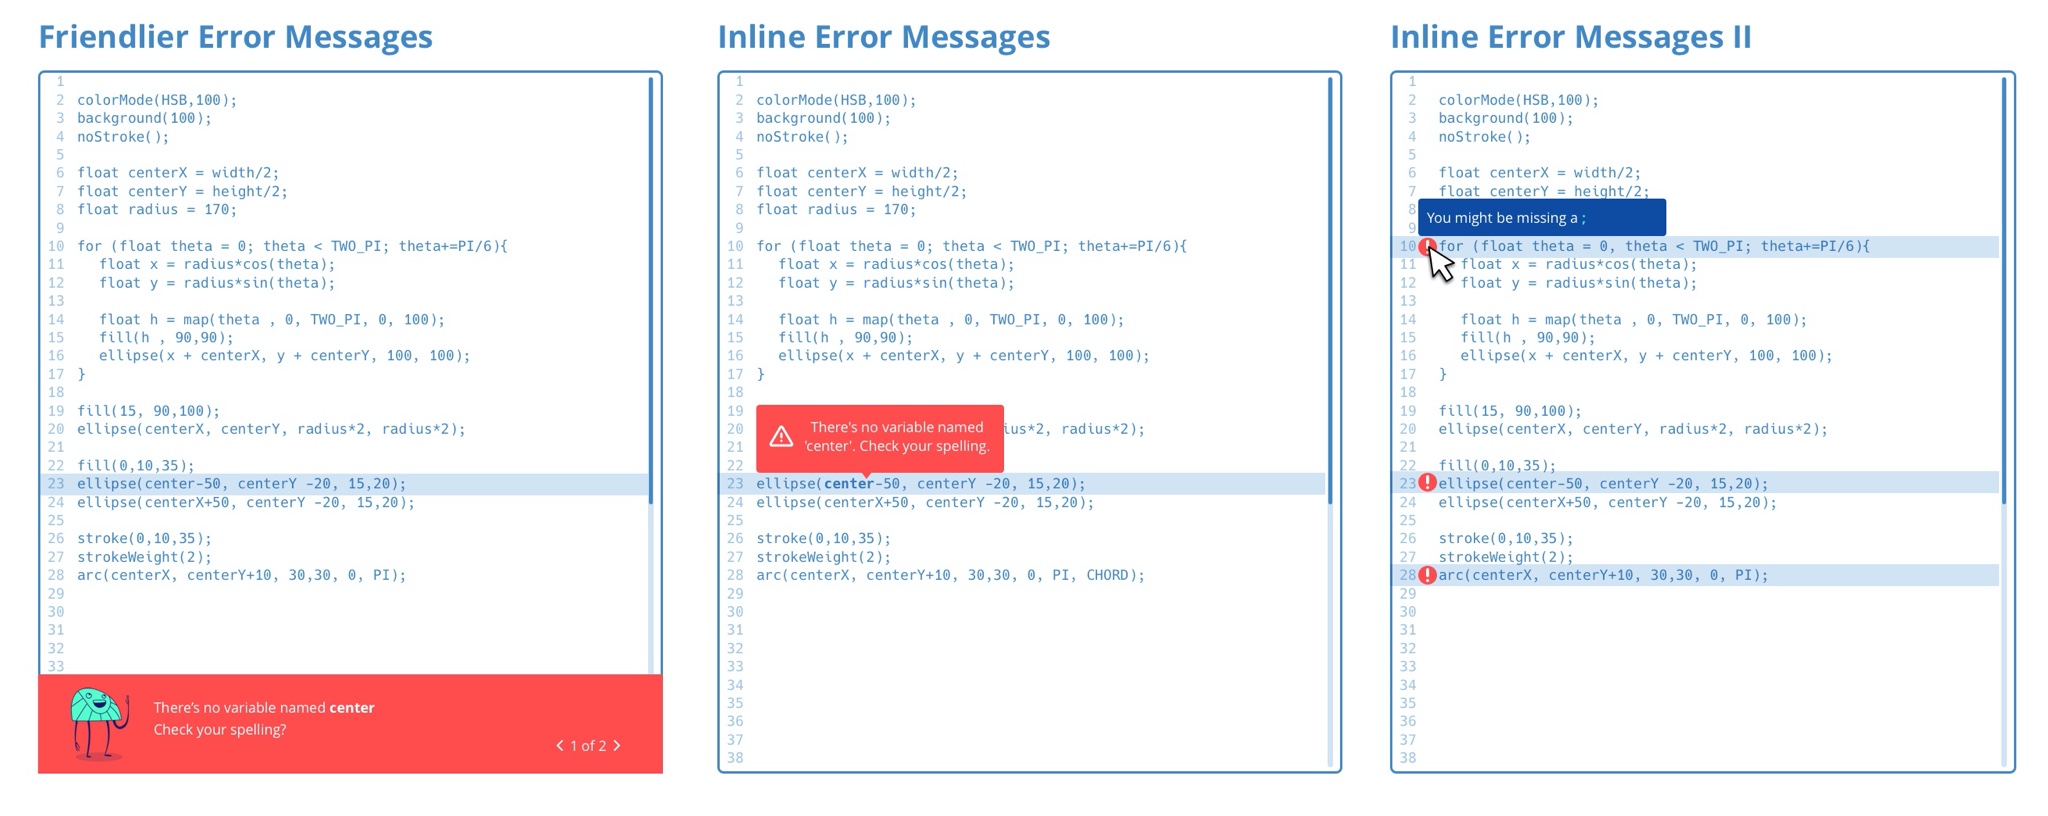 Friendlier Error Messages
1
2 colorMode(HSB,100);
3 background(100);
4 noStroke();
5
6 float centerX = width/2;
7 float centerY = height/2;
8 float radius = 170;
9
10 for (float theta = 0; theta < TWO_PI; theta+=PI/6){
11 float x = radius*cos(theta);
12 float y = radius*sin(theta);
13
14 float h = map(theta , 0, TWO_PI, 0, 100);
15 fill(h , 90,90);
16 ellipse(x + centerX, y + centerY, 100, 100);
17 }
18
19 fill(15, 90,100);
20 ellipse(centerX, centerY, radius*2, radius*2);
21
22 fill(0,10,35);
23 ellipse(center-50, centerY -20, 15,20);
24 ellipse(centerX+50, centerY -20, 15,20);
25
26 stroke(0,10,35);
27 strokeWeight(2);
28 arc(centerX, centerY+10, 30,30, 0, PI);
29
30
31
32
33
There's no variable named center
Check your spelling?
< 1 of 2 >
Inline Error Messages
1
2 colorMode(HSB,100);
3 background(100);
4 noStroke();
5
6 float centerX = width/2;
7 float centerY = height/2;
8 float radius = 170;
9
10 for (float theta = 0; theta < TWO_PI; theta+=PI/6){
11 float x = radius*cos(theta);
12 float y = radius*sin(theta);
13
14 float h = map(theta , 0, TWO_PI, 0, 100);
15 fill(h , 90,90);
16 ellipse(x + centerX, y + centerY, 100, 100);
17 }
18
19
There's no variable named
20 ius*2, radius*2);
'center'. Check your spelling.
21
22
23 ellipse(center-50, centerY -20, 15,20);
24 ellipse(centerX+50, centerY -20, 15,20);
25
26 stroke(0,10,35);
27 strokeWeight(2);
28 arc(centerX, centerY+10, 30,30, 0, PI, CHORD);
29
30
31
32
33
34
35
36
37
38
Inline Error Messages II
1
2 colorMode(HSB,100);
3 background(100);
4 noStroke();
5
6 float centerX = width/2;
7 float centerY = height/2;
8
You might be missing a ;
9
10 for (float theta = 0, theta < TWO_PI; theta+=PI/6){
11 float x = radius*cos(theta);
12 float y = radius*sin(theta);
13
14 float h = map(theta , 0, TWO_PI, 0, 100);
15 fill(h , 90,90);
16 ellipse(x + centerX, y + centerY, 100, 100);
17 }
18
19 fill(15, 90,100);
20 ellipse(centerX, centerY, radius*2, radius*2);
21
22 fill(0,10,35);
23 ellipse(center-50, centerY -20, 15,20);
24 ellipse(centerX+50, centerY -20, 15,20);
25
26 stroke(0,10,35);
27 strokeWeight(2);
28 arc(centerX, centerY+10, 30,30, 0, PI);
29
30
31
32
33
34
35
36
37
38